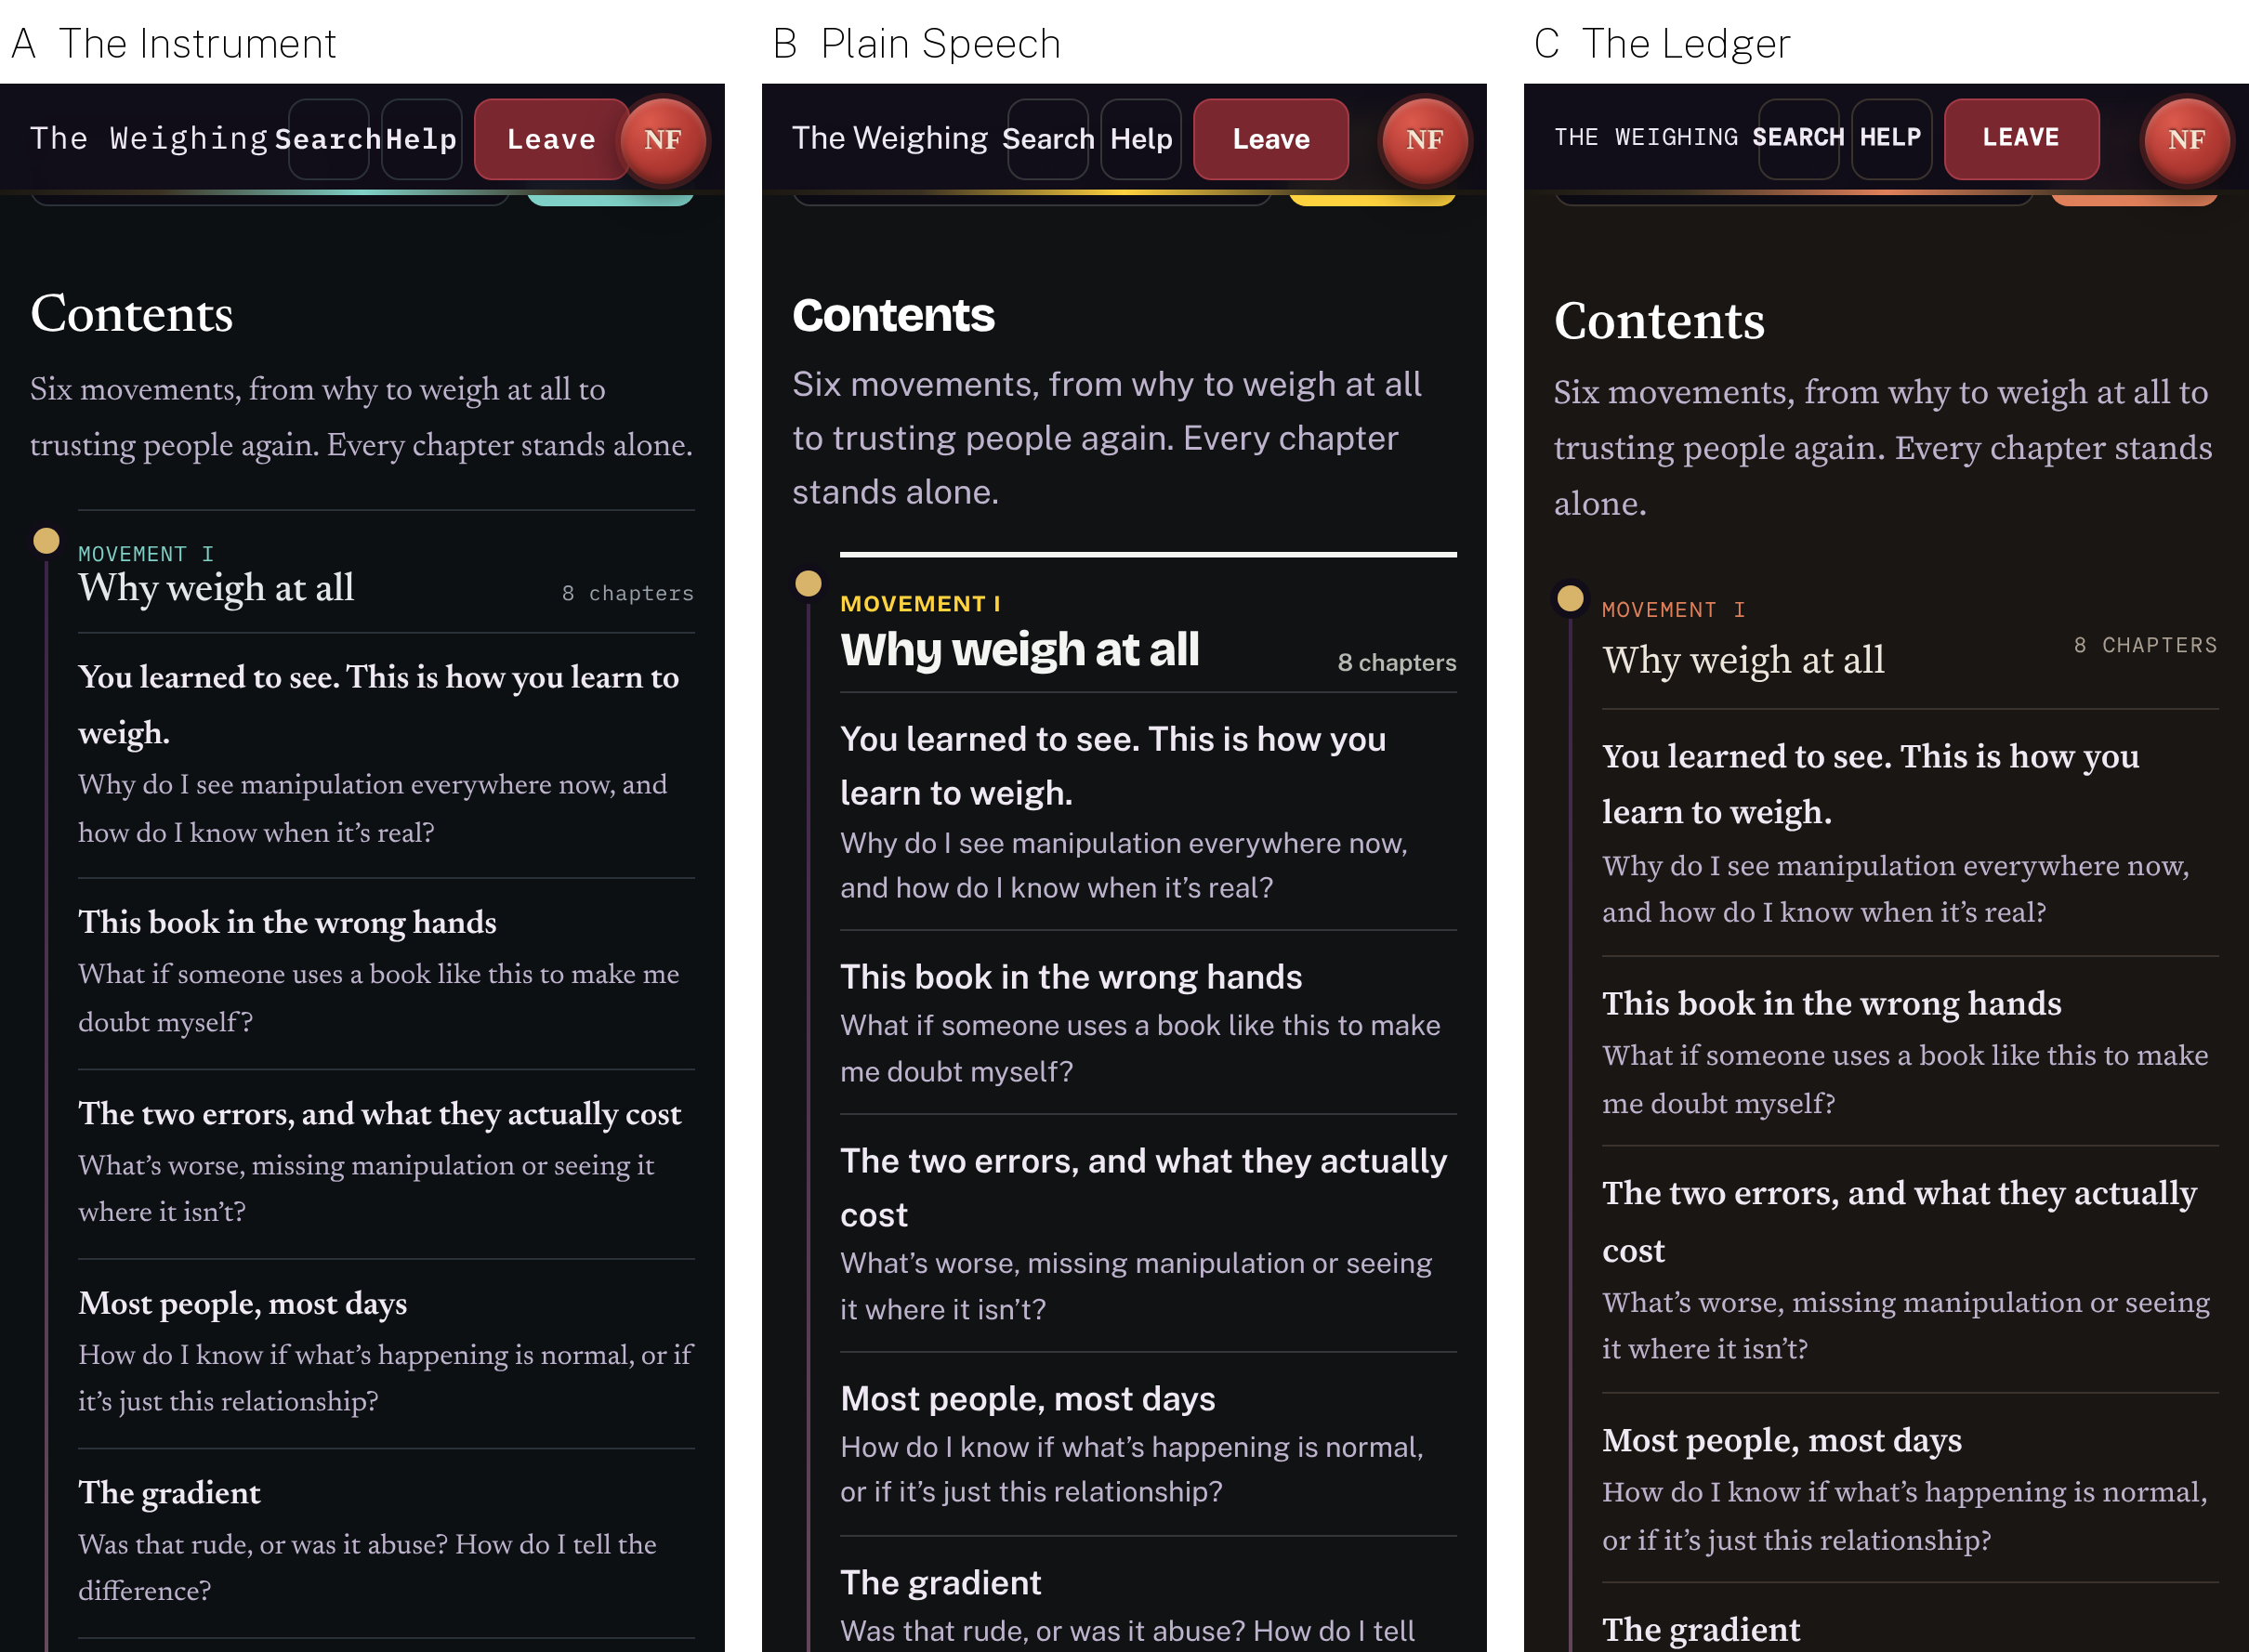 A The Instrument
The Weighing Search Help Leave NF
Contents
Six movements, from why to weigh at all to
trusting people again. Every chapter stands alone.
MOVEMENT I
Why weigh at all 8 chapters
You learned to see. This is how you learn to
weigh.
Why do I see manipulation everywhere now, and
how do I know when it’s real?
This book in the wrong hands
What if someone uses a book like this to make me
doubt myself?
The two errors, and what they actually cost
What’s worse, missing manipulation or seeing it
where it isn’t?
Most people, most days
How do I know if what’s happening is normal, or if
it’s just this relationship?
The gradient
Was that rude, or was it abuse? How do I tell the
difference?
B Plain Speech
The Weighing Search Help Leave NF
Contents
Six movements, from why to weigh at all
to trusting people again. Every chapter
stands alone.
MOVEMENT I
Why weigh at all 8 chapters
You learned to see. This is how you
learn to weigh.
Why do I see manipulation everywhere now,
and how do I know when it’s real?
This book in the wrong hands
What if someone uses a book like this to make
me doubt myself?
The two errors, and what they actually
cost
What’s worse, missing manipulation or seeing
it where it isn’t?
Most people, most days
How do I know if what’s happening is normal,
or if it’s just this relationship?
The gradient
Was that rude, or was it abuse? How do I tell
C The Ledger
THE WEIGHING SEARCH HELP LEAVE NF
Contents
Six movements, from why to weigh at all to
trusting people again. Every chapter stands
alone.
MOVEMENT I
Why weigh at all 8 CHAPTERS
You learned to see. This is how you
learn to weigh.
Why do I see manipulation everywhere now,
and how do I know when it’s real?
This book in the wrong hands
What if someone uses a book like this to make
me doubt myself?
The two errors, and what they actually
cost
What’s worse, missing manipulation or seeing
it where it isn’t?
Most people, most days
How do I know if what’s happening is normal,
or if it’s just this relationship?
The gradient